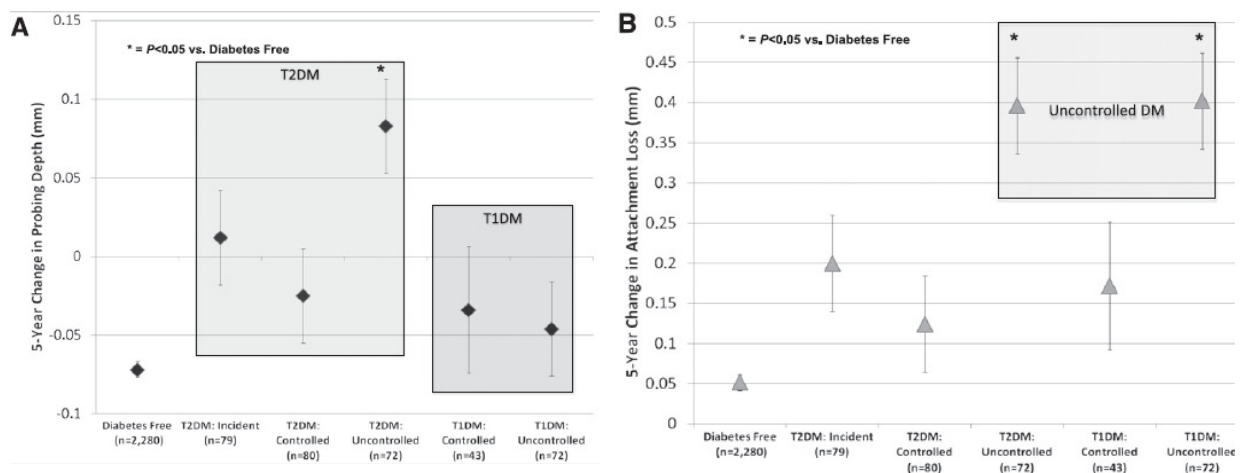 A
* = P<0.05 vs. Diabetes Free
T2DM
*
T1DM
5-Year Change in Probing Depth (mm)
0.15
0.1
0.05
0
-0.05
-0.1
Diabetes Free
(n=2,280)
T2DM: Incident
(n=79)
T2DM:
Controlled
(n=80)
T2DM:
Uncontrolled
(n=72)
T1DM:
Controlled
(n=43)
T1DM:
Uncontrolled
(n=72)
B
* = P<0.05 vs. Diabetes Free
*
*
Uncontrolled DM
5-Year Change in Attachment Loss (mm)
0.5
0.45
0.4
0.35
0.3
0.25
0.2
0.15
0.1
0.05
0
Diabetes Free
(n=2,280)
T2DM: Incident
(n=79)
T2DM:
Controlled
(n=80)
T2DM:
Uncontrolled
(n=72)
T1DM:
Controlled
(n=43)
T1DM:
Uncontrolled
(n=72)